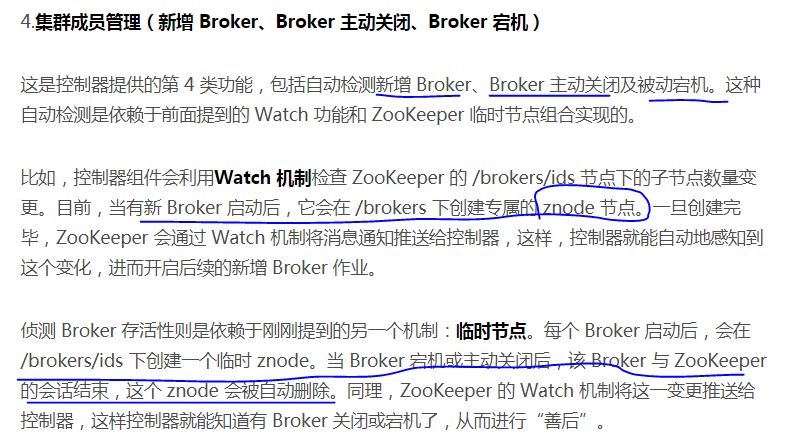 4.集群成员管理（新增 Broker、Broker 主动关闭、Broker 宕机）
这是控制器提供的第 4 类功能，包括自动检测新增 Broker、Broker 主动关闭及被动宕机。这种
自动检测是依赖于前面提到的 Watch 功能和 ZooKeeper 临时节点组合实现的。
比如，控制器组件会利用Watch 机制检查 ZooKeeper 的 /brokers/ids 节点下的子节点数量变
更。目前，当有新 Broker 启动后，它会在 /brokers 下创建专属的 znode 节点。一旦创建完
毕，ZooKeeper 会通过 Watch 机制将消息通知推送给控制器，这样，控制器就能自动地感知到
这个变化，进而开启后续的新增 Broker 作业。
侦测 Broker 存活性则是依赖于刚刚提到的另一个机制：临时节点。每个 Broker 启动后，会在
/brokers/ids 下创建一个临时 znode。当 Broker 宕机或主动关闭后，该 Broker 与 ZooKeeper
的会话结束，这个 znode 会被自动删除。同理，ZooKeeper 的 Watch 机制将这一变更推送给
控制器，这样控制器就能知道有 Broker 关闭或宕机了，从而进行“善后”。